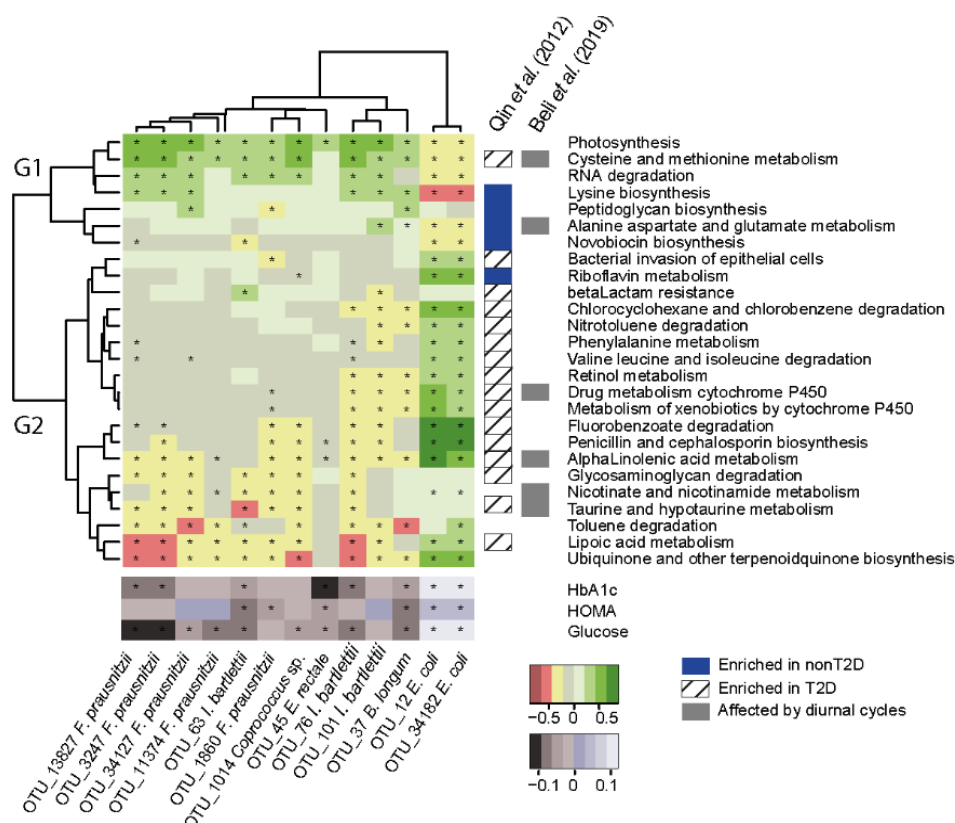 Qin et al. (2012)
Beli et al. (2019)
G1
G2
Photosynthesis
Cysteine and methionine metabolism
RNA degradation
Lysine biosynthesis
Peptidoglycan biosynthesis
Alanine aspartate and glutamate metabolism
Novobiocin biosynthesis
Bacterial invasion of epithelial cells
Riboflavin metabolism
betaLactam resistance
Chlorocyclohexane and chlorobenzene degradation
Nitrotoluene degradation
Phenylalanine metabolism
Valine leucine and isoleucine degradation
Retinol metabolism
Drug metabolism cytochrome P450
Metabolism of xenobiotics by cytochrome P450
Fluorobenzoate degradation
Penicillin and cephalosporin biosynthesis
AlphaLinolenic acid metabolism
Glycosaminoglycan degradation
Nicotinate and nicotinamide metabolism
Taurine and hypotaurine metabolism
Toluene degradation
Lipoic acid metabolism
Ubiquinone and other terpenoidquinone biosynthesis
HbA1c
HOMA
Glucose
OTU_13827 F. prausnitzii
OTU_3247 F. prausnitzii
OTU_34127 F. prausnitzii
OTU_11374 F. prausnitzii
OTU_63 I. bartlettii
OTU_1860 F. prausnitzii
OTU_1014 Coprococcus sp.
OTU_45 E. rectale
OTU_76 I. bartlettii
OTU_101 I. bartlettii
OTU_37 B. longum
OTU_12 E. coli
OTU_34182 E. coli
-0.5 0 0.5
-0.1 0 0.1
Enriched in nonT2D
Enriched in T2D
Affected by diurnal cycles